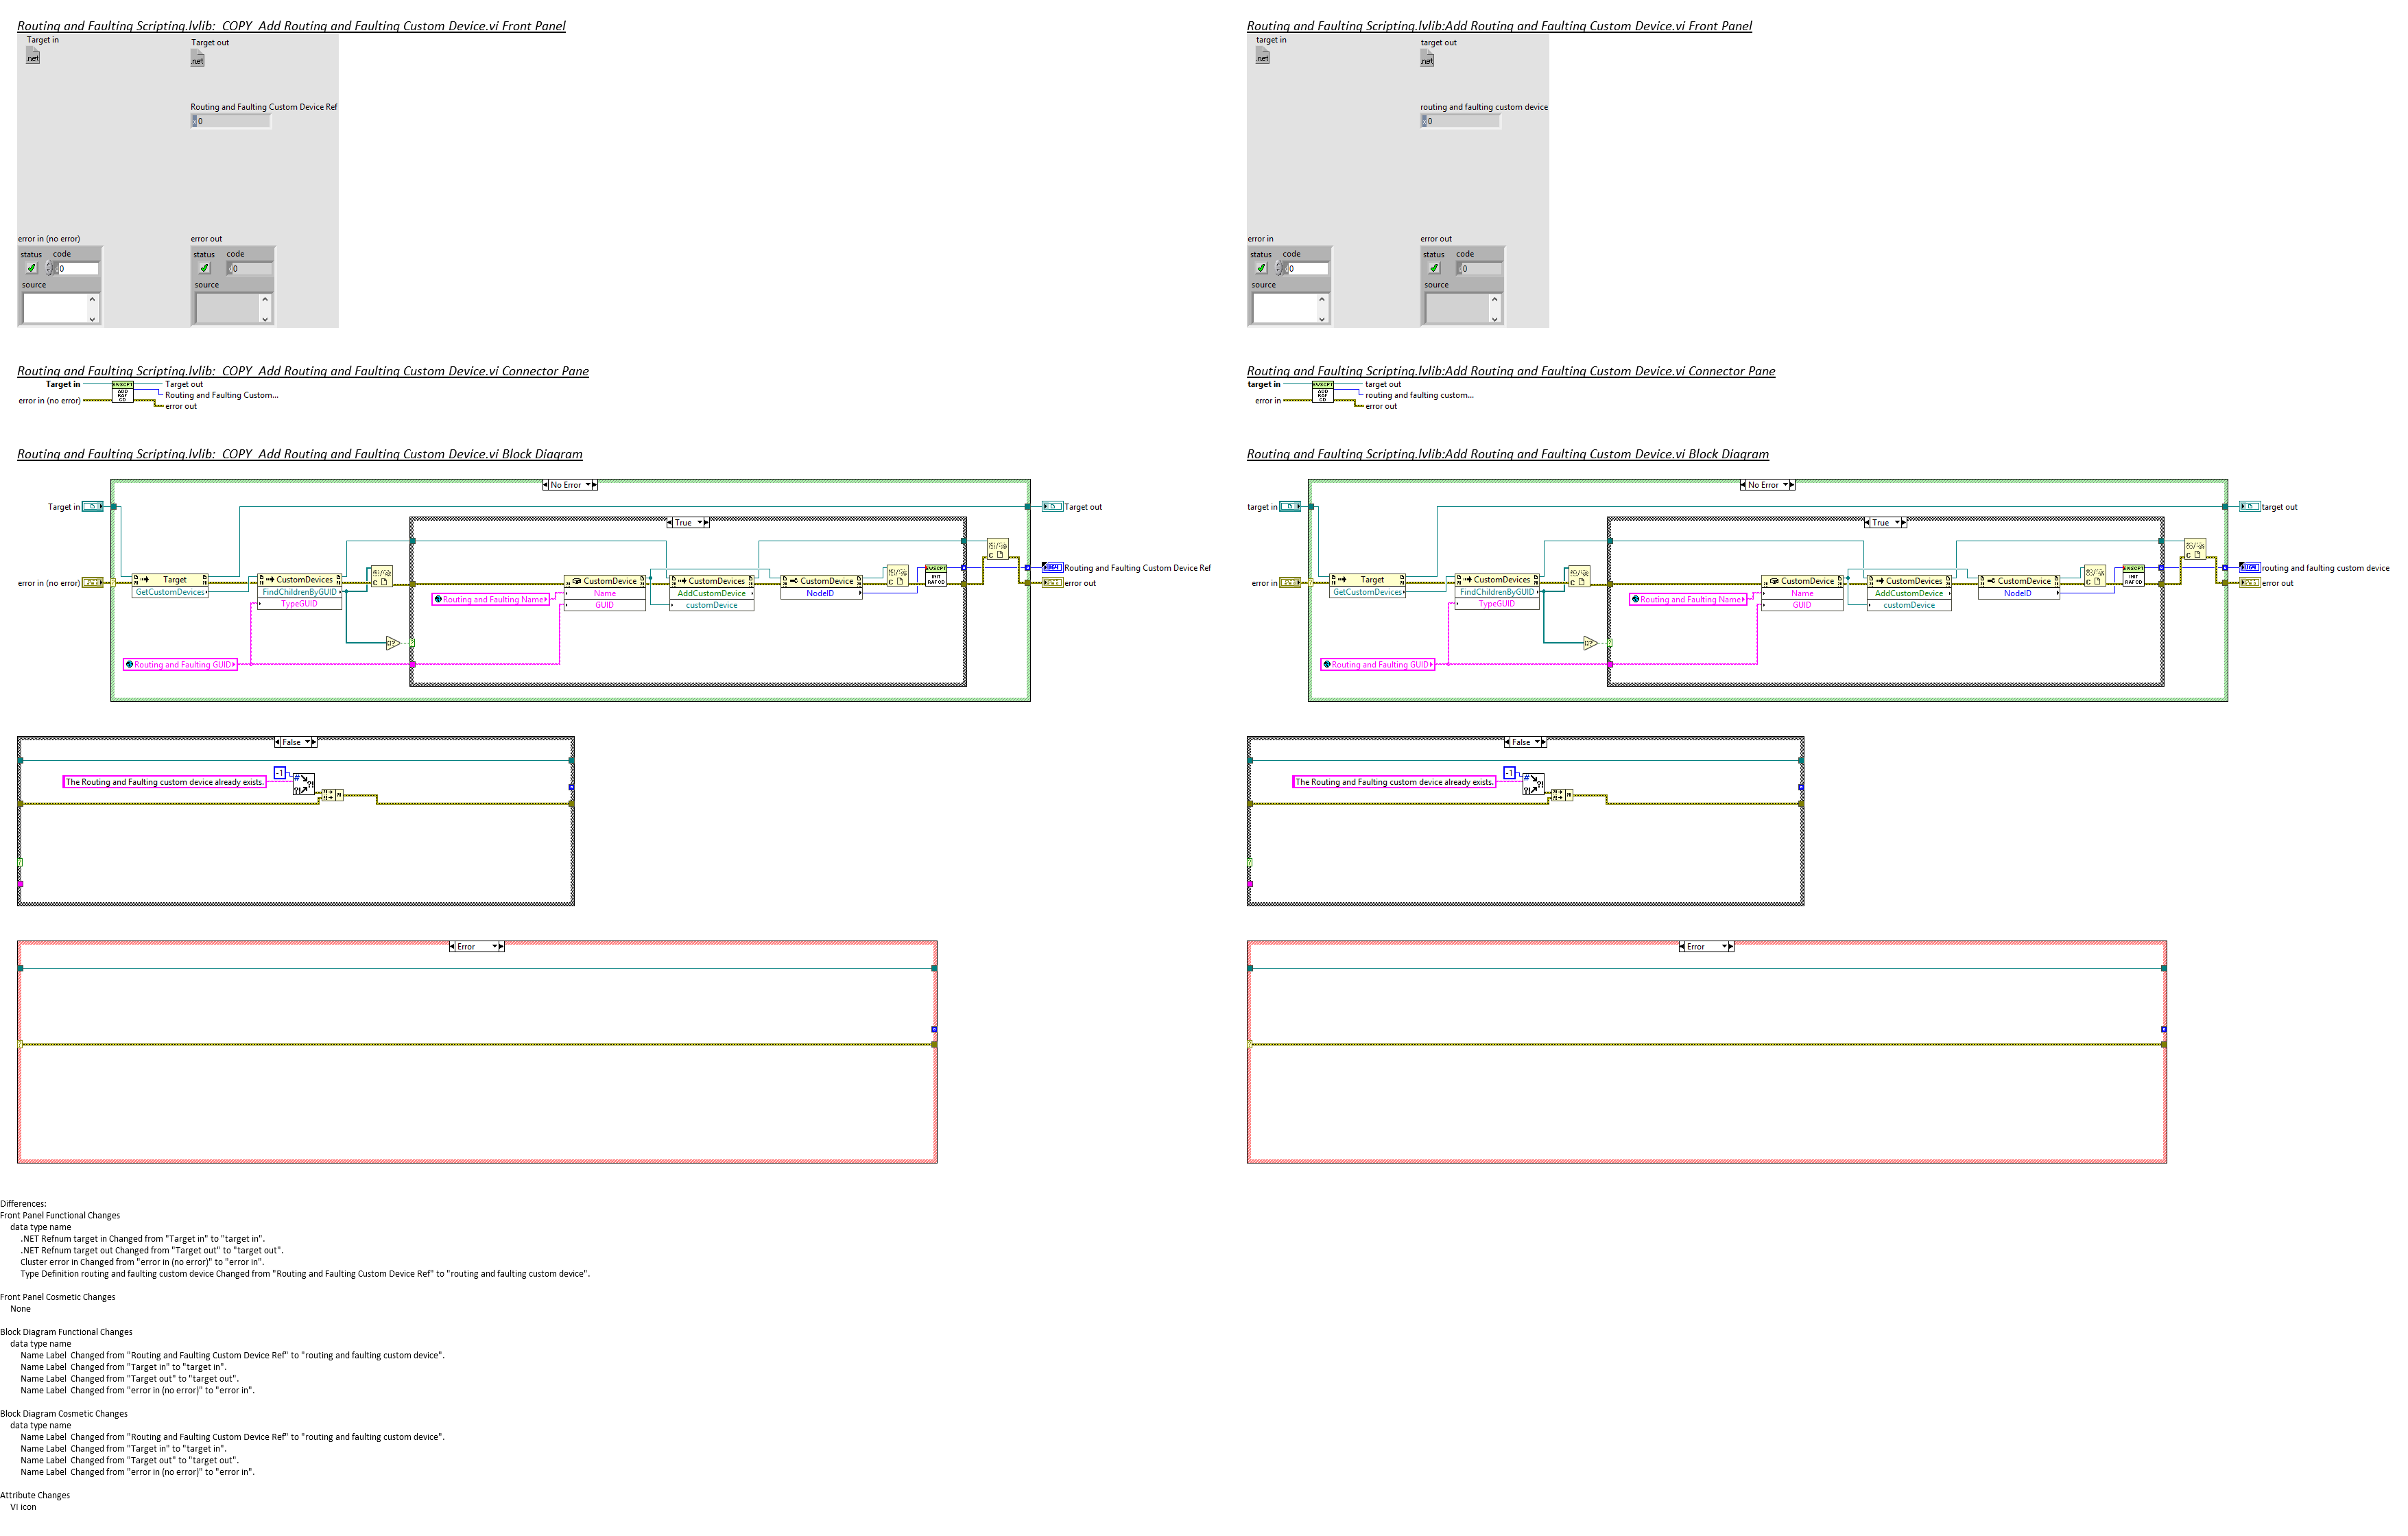 Routing and Faulting Scripting.lvlib:_COPY_Add Routing and Faulting Custom Device.vi Front Panel
Target in
Target out
.net
.net
Routing and Faulting Custom Device Ref
0
error in (no error)
error out
status code
0
source
status code
0
source
Routing and Faulting Scripting.lvlib:Add Routing and Faulting Custom Device.vi Front Panel
target in
target out
.net
.net
routing and faulting custom device
0
error in
error out
status code
0
source
status code
0
source
Routing and Faulting Scripting.lvlib:_COPY_Add Routing and Faulting Custom Device.vi Connector Pane
Target in
Target out
Routing and Faulting Custom...
error in (no error)
error out
ADD
RAF
CD
Routing and Faulting Scripting.lvlib:Add Routing and Faulting Custom Device.vi Connector Pane
target in
target out
routing and faulting custom...
error in
error out
ADD
RAF
CD
Routing and Faulting Scripting.lvlib:_COPY_Add Routing and Faulting Custom Device.vi Block Diagram
No Error
Target in
Target out
True
error in (no error)
Target
GetCustomDevices
CustomDevices
FindChildrenByGUID
TypeGUID
Routing and Faulting Name
CustomDevice
Name
GUID
CustomDevices
AddCustomDevice
customDevice
CustomDevice
NodeID
INIT
RAF CD
Routing and Faulting Custom Device Ref
error out
Routing and Faulting GUID
False
-1
The Routing and Faulting custom device already exists.
Error
Routing and Faulting Scripting.lvlib:Add Routing and Faulting Custom Device.vi Block Diagram
No Error
target in
target out
True
error in
Target
GetCustomDevices
CustomDevices
FindChildrenByGUID
TypeGUID
Routing and Faulting Name
CustomDevice
Name
GUID
CustomDevices
AddCustomDevice
customDevice
CustomDevice
NodeID
INIT
RAF CD
routing and faulting custom device
error out
Routing and Faulting GUID
False
-1
The Routing and Faulting custom device already exists.
Error
Differences:
Front Panel Functional Changes
data type name
.NET Refnum target in Changed from "Target in" to "target in".
.NET Refnum target out Changed from "Target out" to "target out".
Cluster error in Changed from "error in (no error)" to "error in".
Type Definition routing and faulting custom device Changed from "Routing and Faulting Custom Device Ref" to "routing and faulting custom device".
Front Panel Cosmetic Changes
None
Block Diagram Functional Changes
data type name
Name Label Changed from "Routing and Faulting Custom Device Ref" to "routing and faulting custom device".
Name Label Changed from "Target in" to "target in".
Name Label Changed from "Target out" to "target out".
Name Label Changed from "error in (no error)" to "error in".
Block Diagram Cosmetic Changes
data type name
Name Label Changed from "Routing and Faulting Custom Device Ref" to "routing and faulting custom device".
Name Label Changed from "Target in" to "target in".
Name Label Changed from "Target out" to "target out".
Name Label Changed from "error in (no error)" to "error in".
Attribute Changes
VI icon